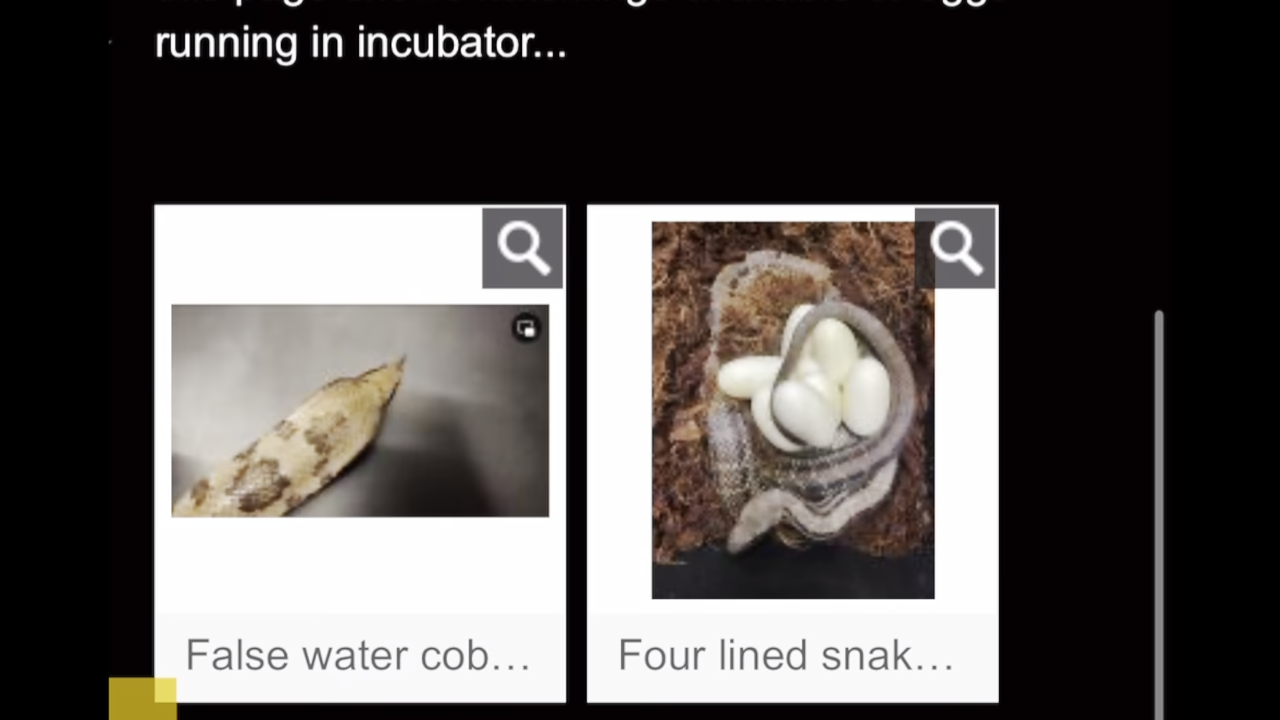 running in incubator...
False water cob...
Four lined snak...